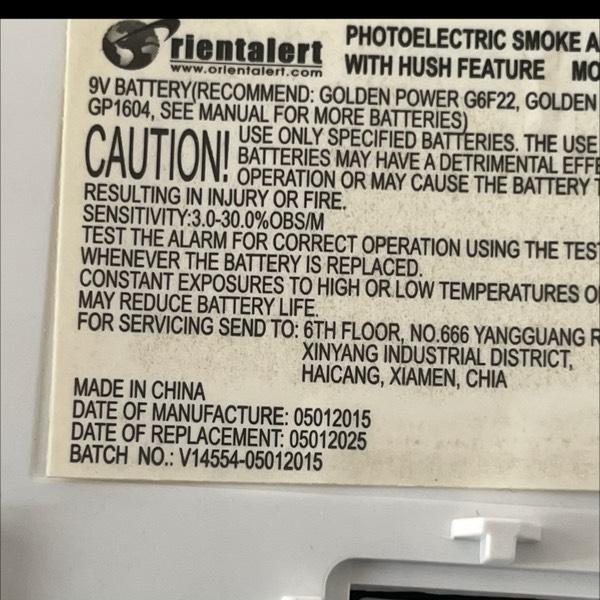 rientalert
www.orientalert.com
PHOTOELECTRIC SMOKE A
WITH HUSH FEATURE MO
9V BATTERY(RECOMMEND: GOLDEN POWER G6F22, GOLDEN
GP1604, SEE MANUAL FOR MORE BATTERIES)
CAUTION!
USE ONLY SPECIFIED BATTERIES. THE USE
BATTERIES MAY HAVE A DETRIMENTAL EFFE
OPERATION OR MAY CAUSE THE BATTERY T
RESULTING IN INJURY OR FIRE.
SENSITIVITY:3.0-30.0%OBS/M
TEST THE ALARM FOR CORRECT OPERATION USING THE TES
WHENEVER THE BATTERY IS REPLACED.
CONSTANT EXPOSURES TO HIGH OR LOW TEMPERATURES O
MAY REDUCE BATTERY LIFE.
FOR SERVICING SEND TO: 6TH FLOOR, NO.666 YANGGUANG R
XINYANG INDUSTRIAL DISTRICT,
HAICANG, XIAMEN, CHIA
MADE IN CHINA
DATE OF MANUFACTURE: 05012015
DATE OF REPLACEMENT: 05012025
BATCH NO.: V14554-05012015